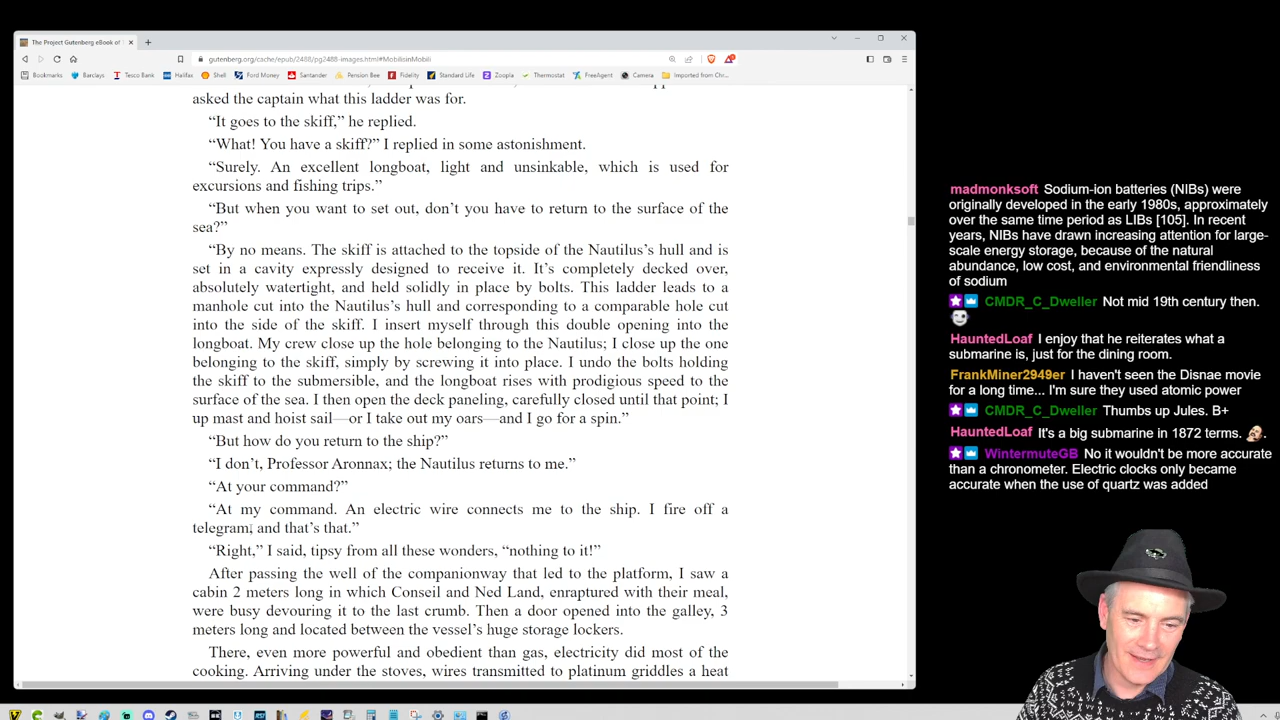 The Project Gutenberg eBook of
gutenberg.org/cache/epub/2488/pg2488-images.html#MobilisinMobili
Bookmarks Barclays Tesco Bank Halifax Shell Ford Money Santander Pension Bee Fidelity Standard Life Zoopla Thermostat FreeAgent Camera Imported from Chr...
asked the captain what this ladder was for.
“It goes to the skiff,” he replied.
“What! You have a skiff?” I replied in some astonishment.
“Surely. An excellent longboat, light and unsinkable, which is used for
excursions and fishing trips.”
“But when you want to set out, don’t you have to return to the surface of the
sea?”
“By no means. The skiff is attached to the topside of the Nautilus’s hull and is
set in a cavity expressly designed to receive it. It’s completely decked over,
absolutely watertight, and held solidly in place by bolts. This ladder leads to a
manhole cut into the Nautilus’s hull and corresponding to a comparable hole cut
into the side of the skiff. I insert myself through this double opening into the
longboat. My crew close up the hole belonging to the Nautilus; I close up the one
belonging to the skiff, simply by screwing it into place. I undo the bolts holding
the skiff to the submersible, and the longboat rises with prodigious speed to the
surface of the sea. I then open the deck paneling, carefully closed until that point; I
up mast and hoist sail—or I take out my oars—and I go for a spin.”
“But how do you return to the ship?”
“I don’t, Professor Aronnax; the Nautilus returns to me.”
“At your command?”
“At my command. An electric wire connects me to the ship. I fire off a
telegram, and that’s that.”
“Right,” I said, tipsy from all these wonders, “nothing to it!”
After passing the well of the companionway that led to the platform, I saw a
cabin 2 meters long in which Conseil and Ned Land, enraptured with their meal,
were busy devouring it to the last crumb. Then a door opened into the galley, 3
meters long and located between the vessel’s huge storage lockers.
There, even more powerful and obedient than gas, electricity did most of the
cooking. Arriving under the stoves, wires transmitted to platinum griddles a heat
madmonksoft Sodium-ion batteries (NIBs) were
originally developed in the early 1980s, approximately
over the same time period as LIBs [105]. In recent
years, NIBs have drawn increasing attention for large-
scale energy storage, because of the natural
abundance, low cost, and environmental friendliness
of sodium
CMDR_C_Dweller Not mid 19th century then.
HauntedLoaf I enjoy that he reiterates what a
submarine is, just for the dining room.
FrankMiner2949er I haven't seen the Disnae movie
for a long time... I'm sure they used atomic power
CMDR_C_Dweller Thumbs up Jules. B+
HauntedLoaf It's a big submarine in 1872 terms.
WintermuteGB No it wouldn't be more accurate
than a chronometer. Electric clocks only became
accurate when the use of quartz was added